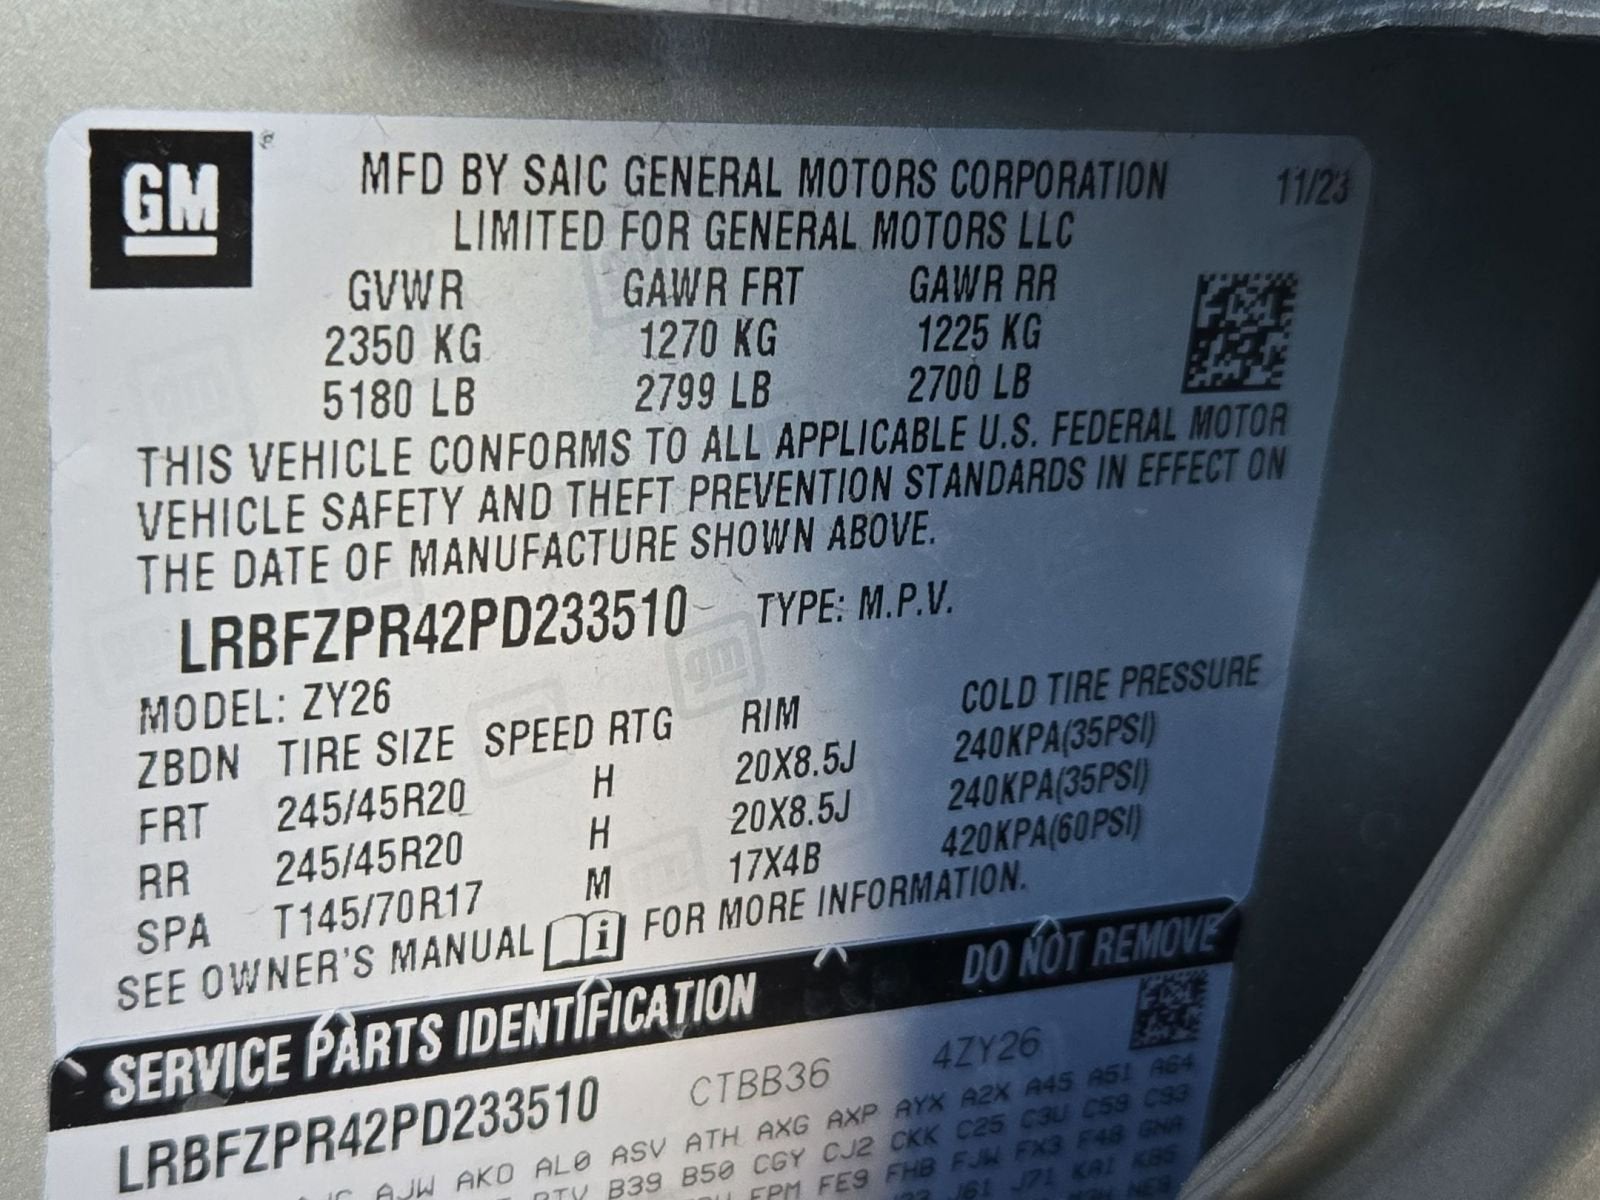 GM
MFD BY SAIC GENERAL MOTORS CORPORATION 11/23
LIMITED FOR GENERAL MOTORS LLC
GVWR GAWR FRT GAWR RR
2350 KG 1270 KG 1225 KG
5180 LB 2799 LB 2700 LB
THIS VEHICLE CONFORMS TO ALL APPLICABLE U.S. FEDERAL MOTOR
VEHICLE SAFETY AND THEFT PREVENTION STANDARDS IN EFFECT ON
THE DATE OF MANUFACTURE SHOWN ABOVE.
LRBFZPR42PD233510 TYPE: M.P.V.
MODEL: ZY26
ZBDN TIRE SIZE SPEED RTG RIM COLD TIRE PRESSURE
FRT 245/45R20 H 20X8.5J 240KPA(35PSI)
RR 245/45R20 H 20X8.5J 240KPA(35PSI)
SPA T145/70R17 M 17X4B 420KPA(60PSI)
SEE OWNER'S MANUAL i FOR MORE INFORMATION.
SERVICE PARTS IDENTIFICATION DO NOT REMOVE
LRBFZPR42PD233510 CTBB36 4ZY26
AJW AKO AL0 ASV ATH AXG AXP AYX A2X A45 A51 A64
B39 B50 CGY CJ2 CKK C25 C3U C59 C93
EPM FE9 FHB FJW FX3 F48
J61 J71